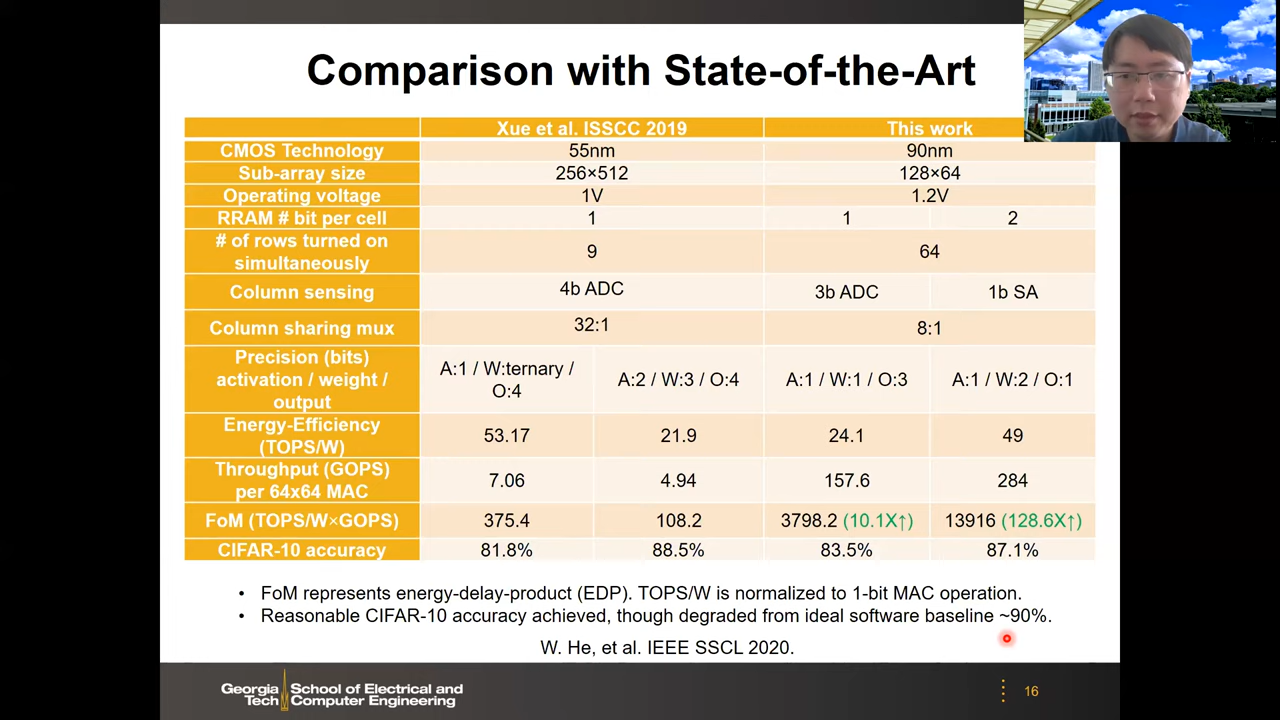 Comparison with State-of-the-Art
Xue et al. ISSCC 2019 This work
CMOS Technology 55nm 90nm
Sub-array size 256×512 128×64
Operating voltage 1V 1.2V
RRAM # bit per cell 1 1 2
# of rows turned on simultaneously 9 64
Column sensing 4b ADC 3b ADC 1b SA
Column sharing mux 32:1 8:1
Precision (bits) activation / weight / output A:1 / W:ternary / O:4 A:2 / W:3 / O:4 A:1 / W:1 / O:3 A:1 / W:2 / O:1
Energy-Efficiency (TOPS/W) 53.17 21.9 24.1 49
Throughput (GOPS) per 64x64 MAC 7.06 4.94 157.6 284
FoM (TOPS/W×GOPS) 375.4 108.2 3798.2 (10.1X↑) 13916 (128.6X↑)
CIFAR-10 accuracy 81.8% 88.5% 83.5% 87.1%
• FoM represents energy-delay-product (EDP). TOPS/W is normalized to 1-bit MAC operation.
• Reasonable CIFAR-10 accuracy achieved, though degraded from ideal software baseline ~90%.
W. He, et al. IEEE SSCL 2020.
Georgia Tech School of Electrical and Computer Engineering
16